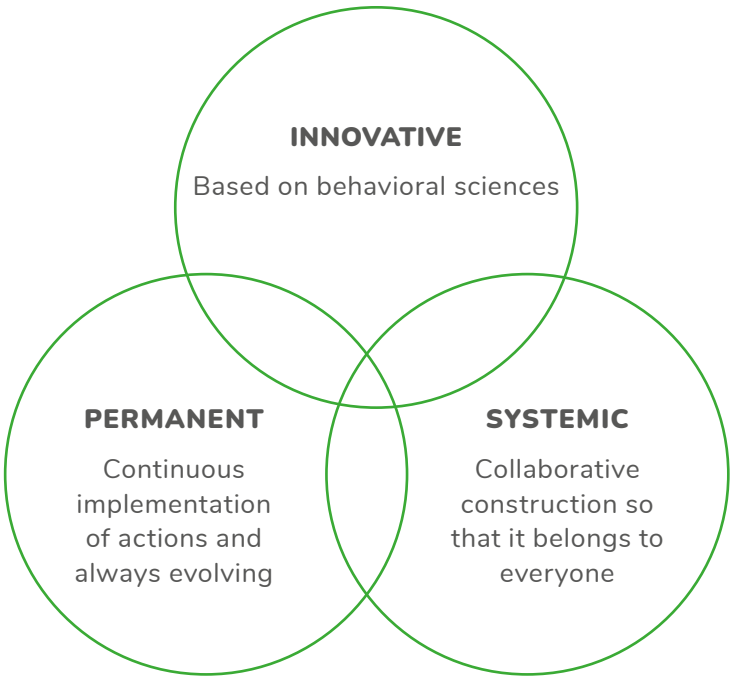 INNOVATIVE
Based on behavioral sciences
PERMANENT
Continuous
implementation
of actions and
always evolving
SYSTEMIC
Collaborative
construction so
that it belongs to
everyone